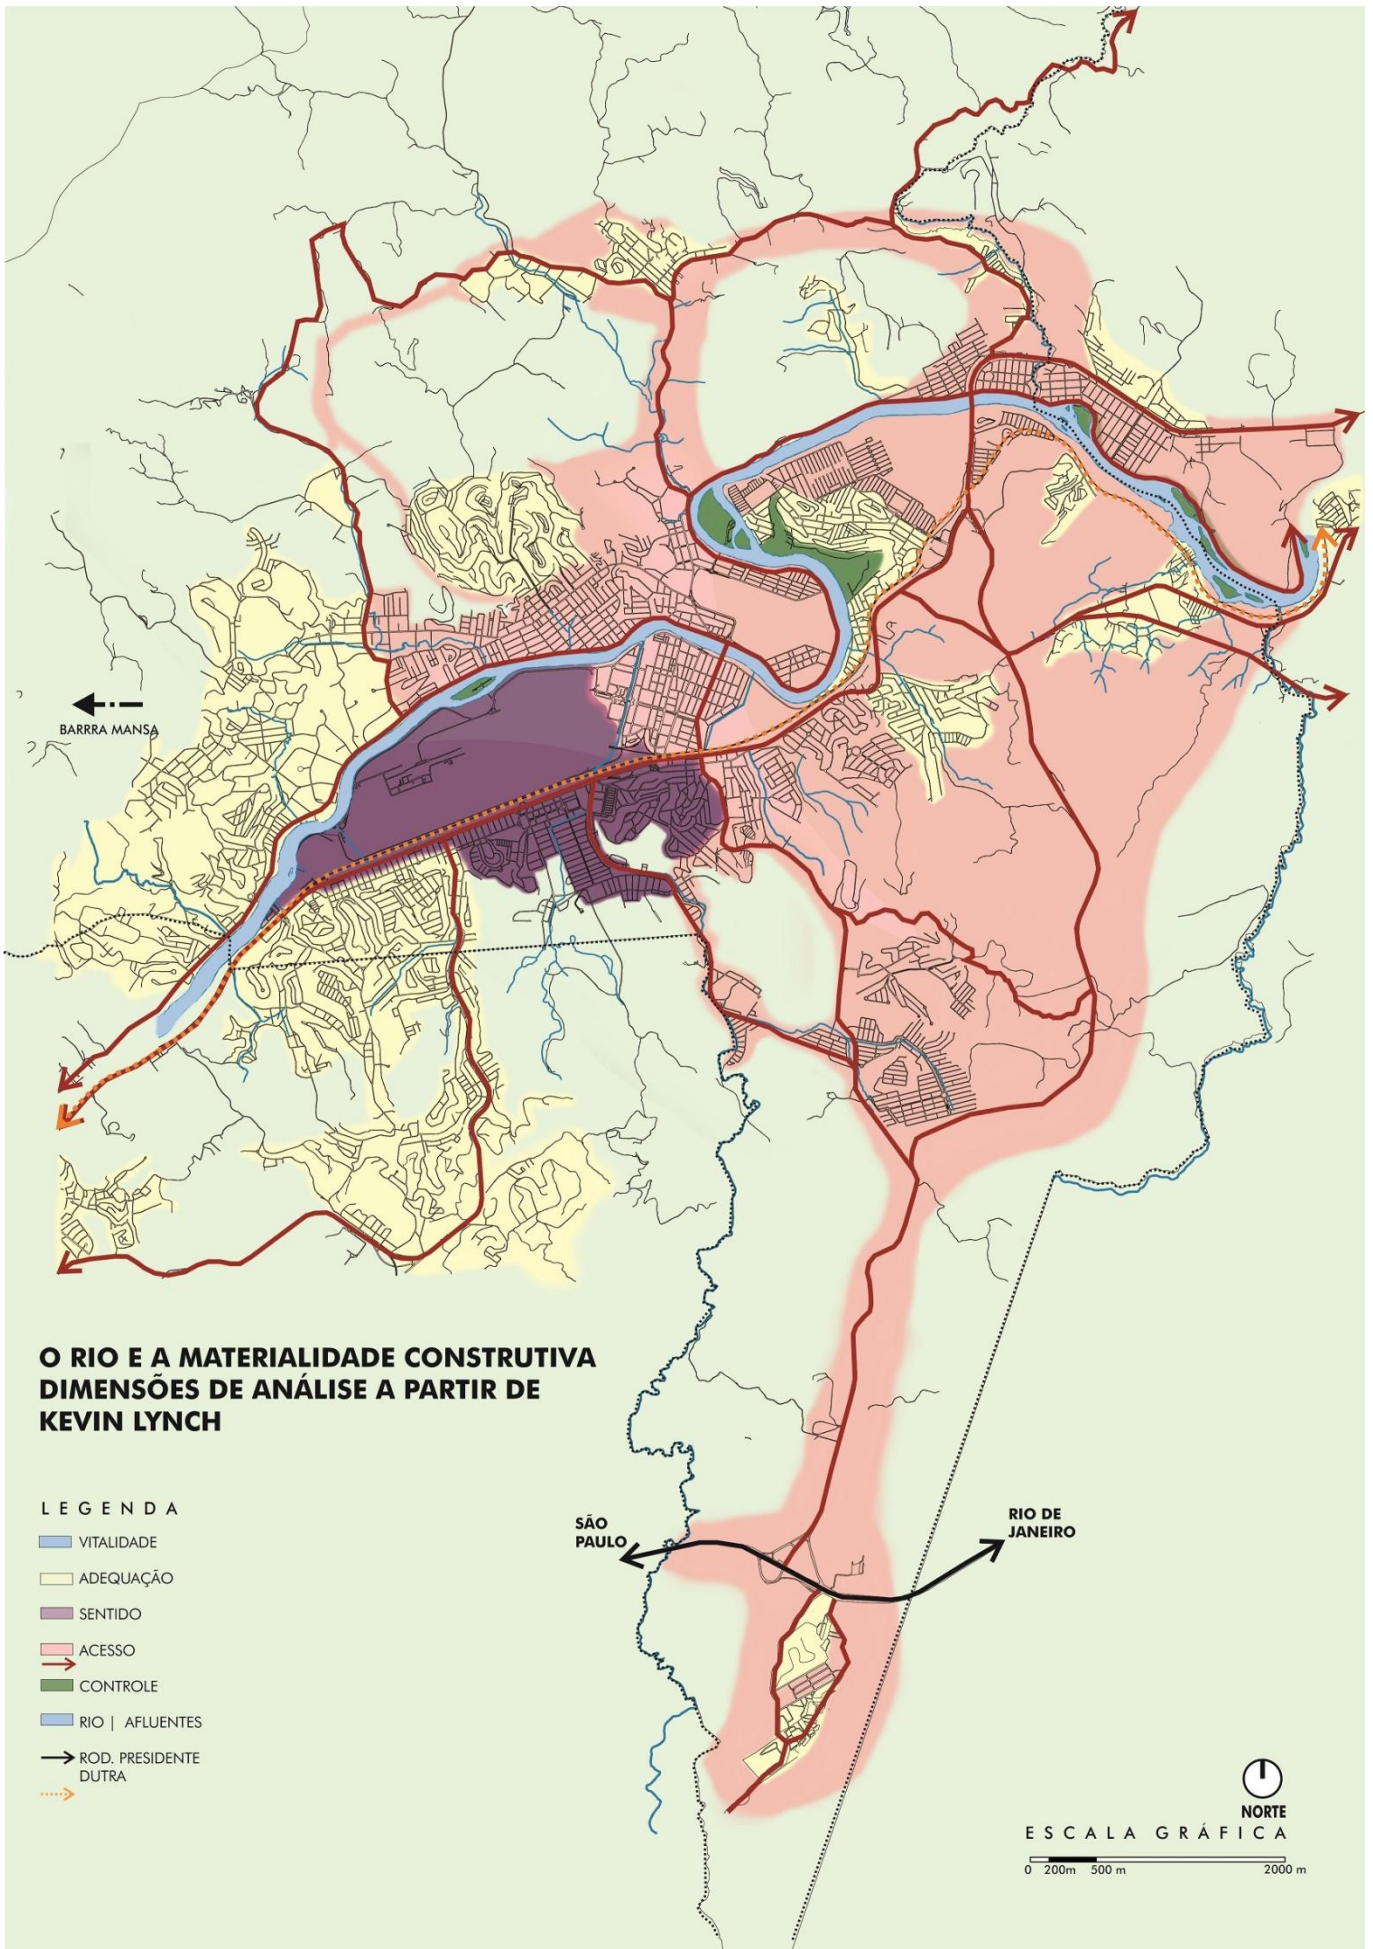 BARRRA MANSA
O RIO E A MATERIALIDADE CONSTRUTIVA
DIMENSÕES DE ANÁLISE A PARTIR DE
KEVIN LYNCH
LEGENDA
VITALIDADE
ADEQUAÇÃO
SENTIDO
ACESSO
CONTROLE
RIO | AFLUENTES
ROD. PRESIDENTE
DUTRA
SÃO
PAULO
RIO DE
JANEIRO
NORTE
ESCALA GRÁFICA
0 200m 500 m 2000 m